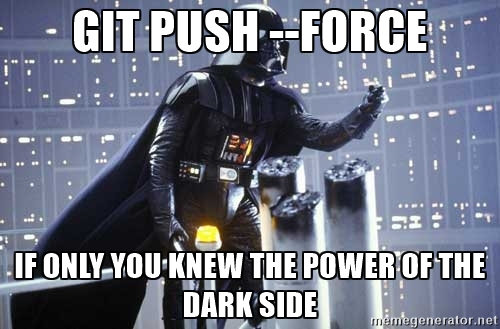 GIT PUSH --FORCE
IF ONLY YOU KNEW THE POWER OF THE
DARK SIDE
memegenerator.net